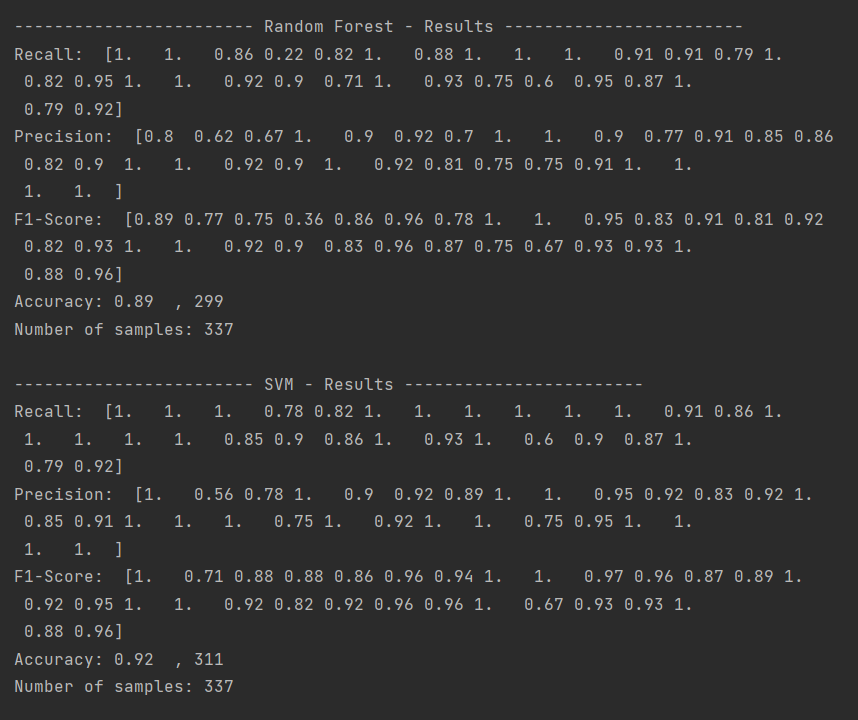 ------------------------ Random Forest - Results ------------------------
Recall:  [1.   1.   0.86 0.22 0.82 1.   0.88 1.   1.   1.   0.91 0.91 0.79 1.
 0.82 0.95 1.   1.   0.92 0.9  0.71 1.   0.93 0.75 0.6  0.95 0.87 1.
 0.79 0.92]
Precision:  [0.8  0.62 0.67 1.   0.9  0.92 0.7  1.   1.   0.9  0.77 0.91 0.85 0.86
 0.82 0.9  1.   1.   0.92 0.9  1.   0.92 0.81 0.75 0.75 0.91 1.   1.
 1.   1.  ]
F1-Score:  [0.89 0.77 0.75 0.36 0.86 0.96 0.78 1.   1.   0.95 0.83 0.91 0.81 0.92
 0.82 0.93 1.   1.   0.92 0.9  0.83 0.96 0.87 0.75 0.67 0.93 0.93 1.
 0.88 0.96]
Accuracy: 0.89  , 299
Number of samples: 337
------------------------ SVM - Results ------------------------
Recall:  [1.   1.   1.   0.78 0.82 1.   1.   1.   1.   1.   1.   0.91 0.86 1.
 1.   1.   1.   1.   0.85 0.9  0.86 1.   0.93 1.   0.6  0.9  0.87 1.
 0.79 0.92]
Precision:  [1.   0.56 0.78 1.   0.9  0.92 0.89 1.   1.   0.95 0.92 0.83 0.92 1.
 0.85 0.91 1.   1.   1.   0.75 1.   0.92 1.   1.   0.75 0.95 1.   1.
 1.   1.  ]
F1-Score:  [1.   0.71 0.88 0.88 0.86 0.96 0.94 1.   1.   0.97 0.96 0.87 0.89 1.
 0.92 0.95 1.   1.   0.92 0.82 0.92 0.96 0.96 1.   0.67 0.93 0.93 1.
 0.88 0.96]
Accuracy: 0.92  , 311
Number of samples: 337